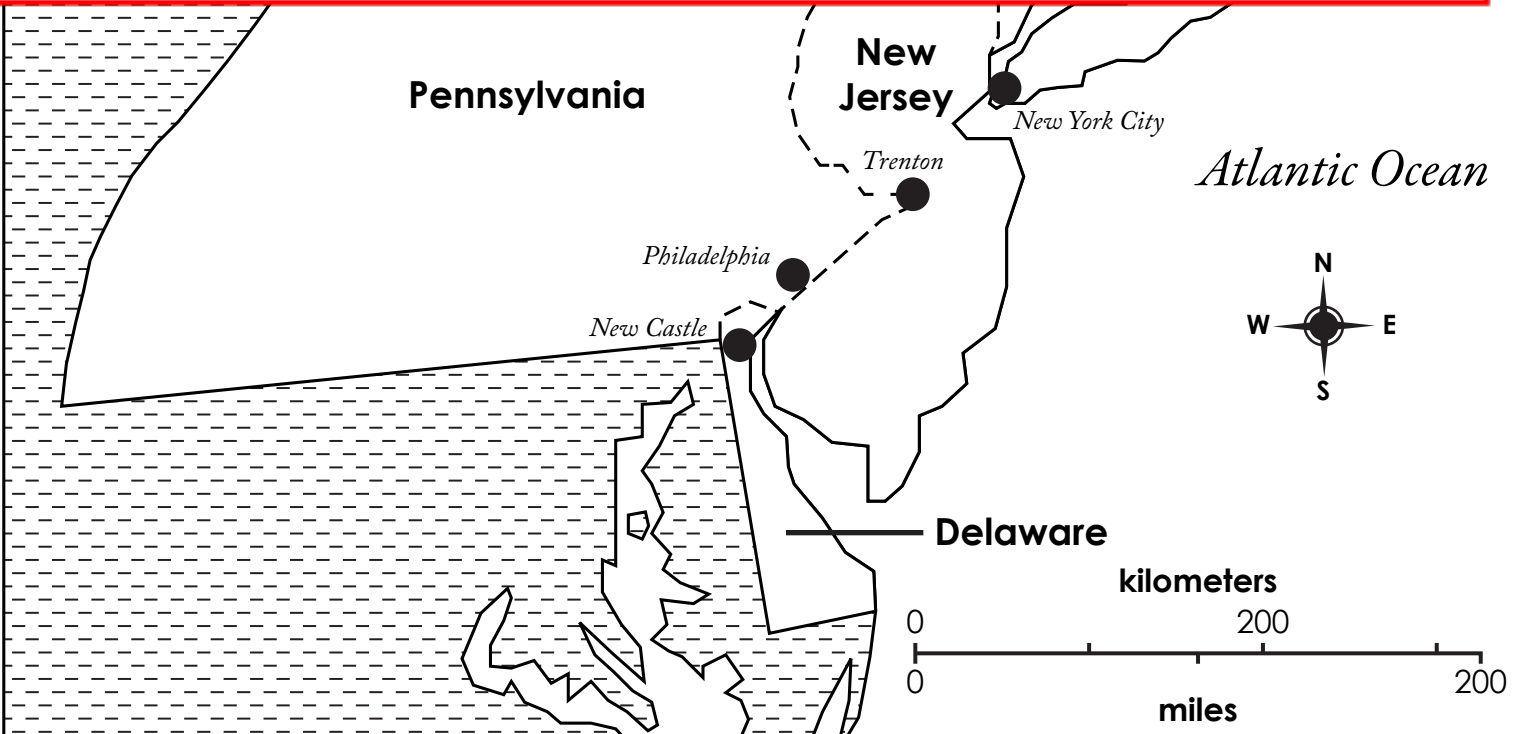 New
Jersey
Pennsylvania
New York City
Trenton
Atlantic Ocean
Philadelphia
N
W
E
S
New Castle
Delaware
kilometers
0
200
0
200
miles